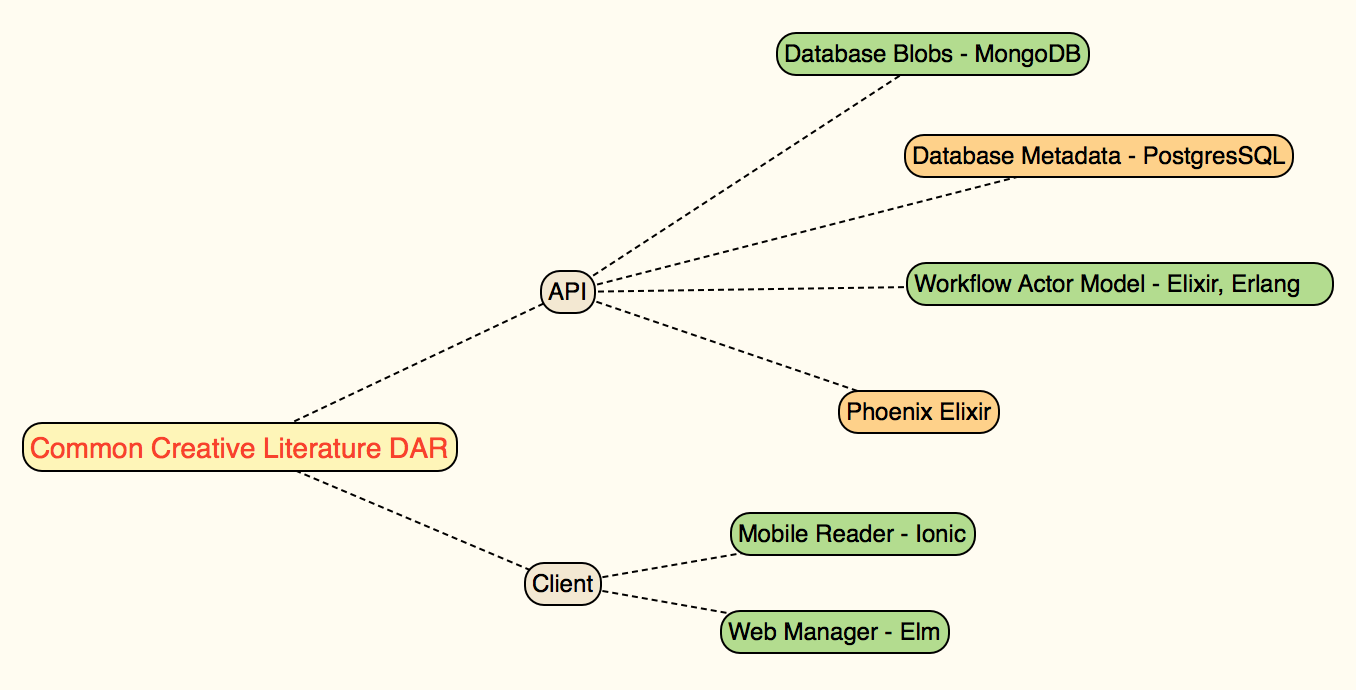 Database Blobs - MongoDB
Database Metadata - PostgresSQL
Workflow Actor Model - Elixir, Erlang
API
Phoenix Elixir
Common Creative Literature DAR
Mobile Reader - Ionic
Client
Web Manager - Elm